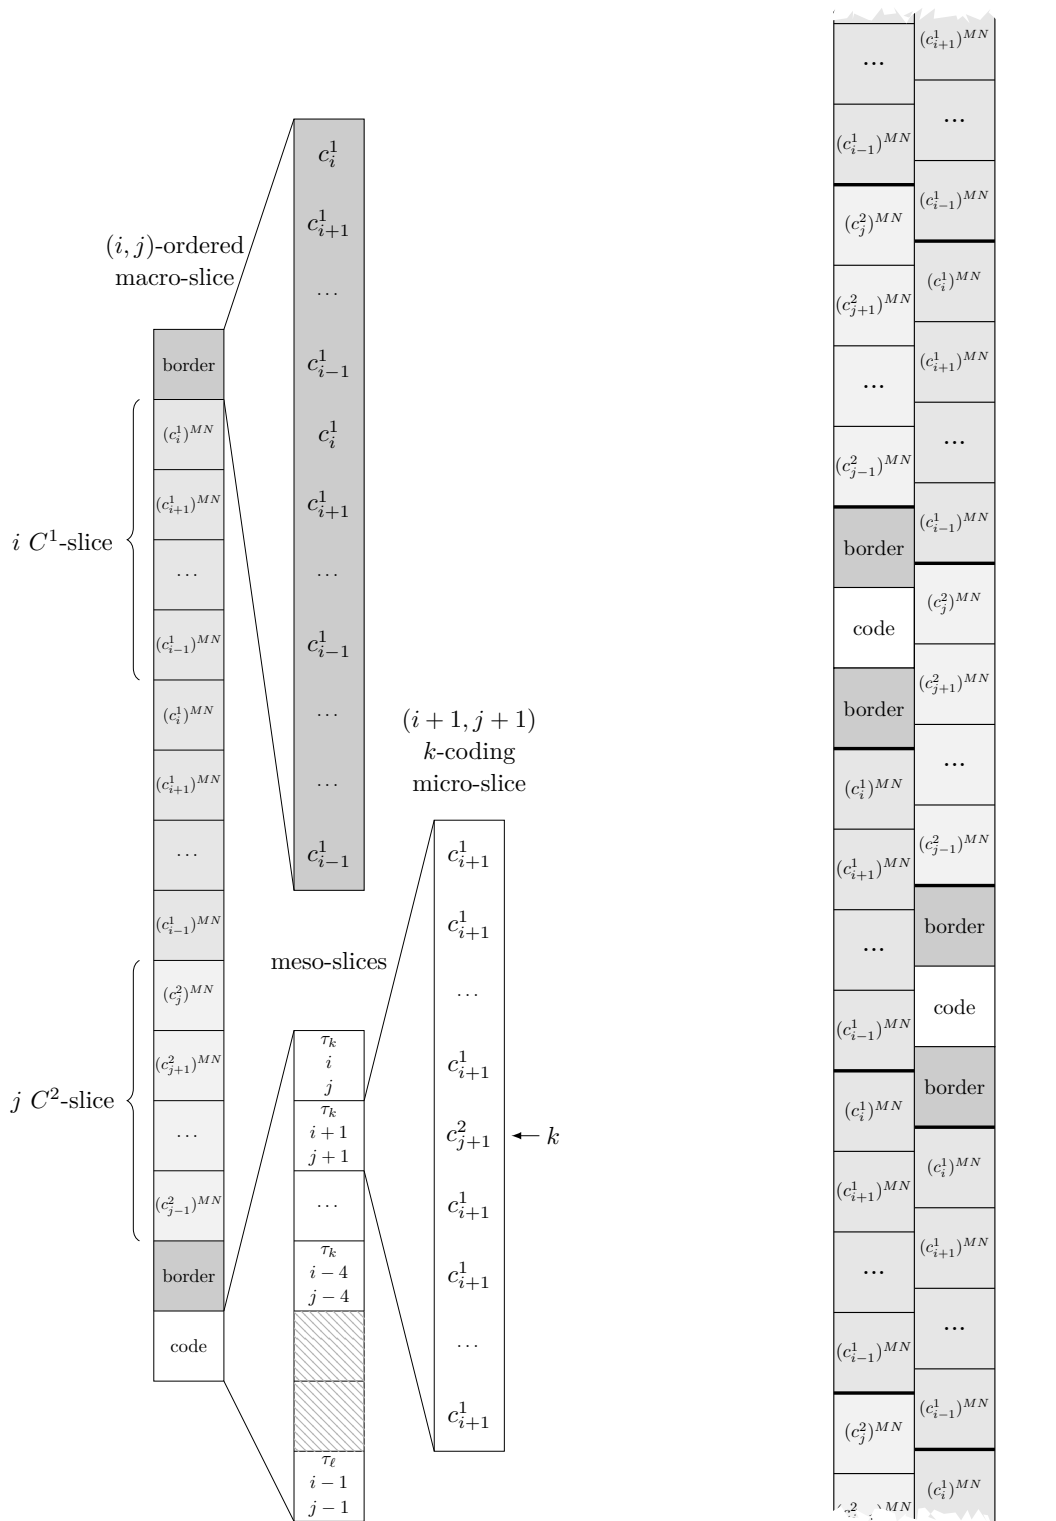 (i, j)-ordered
macro-slice
border
(c_i^1)^{MN}
(c_{i+1}^1)^{MN}
...
(c_{i-1}^1)^{MN}
(c_i^1)^{MN}
(c_{i+1}^1)^{MN}
...
(c_{i-1}^1)^{MN}
(c_j^2)^{MN}
(c_{j+1}^2)^{MN}
...
(c_{j-1}^2)^{MN}
border
code
i C^1-slice
j C^2-slice
c_i^1
c_{i+1}^1
...
c_{i-1}^1
c_i^1
c_{i+1}^1
...
c_{i-1}^1
...
...
c_{i-1}^1
meso-slices
τ_k
i
j
τ_k
i + 1
j + 1
...
τ_k
i − 4
j − 4
τ_ℓ
i − 1
j − 1
(i + 1, j + 1)
k-coding
micro-slice
c_{i+1}^1
c_{i+1}^1
...
c_{i+1}^1
c_{j+1}^2
k
c_{i+1}^1
c_{i+1}^1
...
c_{i+1}^1
...
(c_{i-1}^1)^{MN}
(c_j^2)^{MN}
(c_{j+1}^2)^{MN}
...
(c_{j-1}^2)^{MN}
border
code
border
(c_i^1)^{MN}
(c_{i+1}^1)^{MN}
...
(c_{i-1}^1)^{MN}
(c_i^1)^{MN}
(c_{i+1}^1)^{MN}
...
(c_{i-1}^1)^{MN}
(c_j^2)^{MN}
(c_{i+1}^1)^{MN}
...
(c_{i-1}^1)^{MN}
(c_i^1)^{MN}
(c_{i+1}^1)^{MN}
...
(c_{i-1}^1)^{MN}
(c_j^2)^{MN}
(c_{j+1}^2)^{MN}
...
(c_{j-1}^2)^{MN}
border
code
border
(c_i^1)^{MN}
(c_{i+1}^1)^{MN}
...
(c_{i-1}^1)^{MN}
(c_i^1)^{MN}